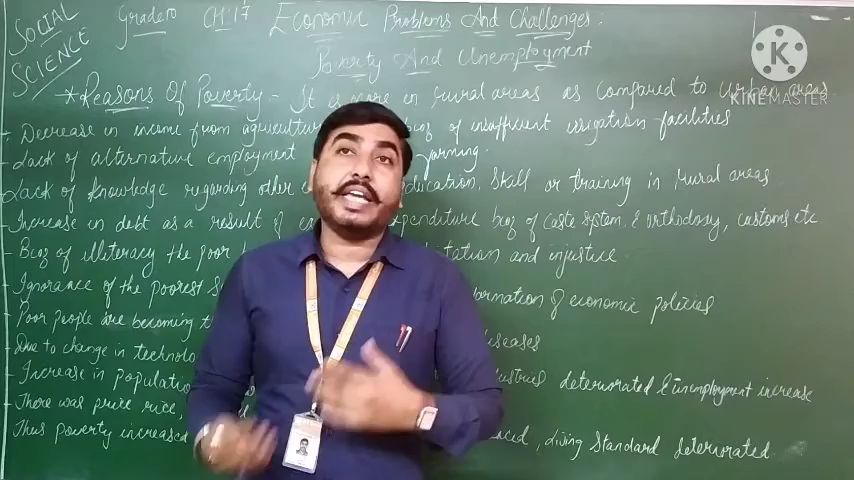 SOCIAL SCIENCE
Grade 10 CH:17 Economic Problems And Challenges.
Poverty And Unemployment
K
KINEMASTER
* Reasons Of Poverty - It is more in rural areas as compared to Urban areas.
- Decrease in income from agriculture bcoz of insufficient irrigation facilities
- Lack of alternative employment farming.
- Lack of knowledge regarding other education, Skill or training in rural areas
- Increase in debt as a result of expenditure bcoz of caste system & orthodoxy, customs etc
- Bcoz of illiteracy the poor and injustice
- Ignorance of the poorest formation of economic policies
- Poor people are becoming diseases
- Due to change in technolo
- Increase in populatio deteriorated & unemployment increase
- There was price rice,
Thus poverty increased living Standard deteriorated